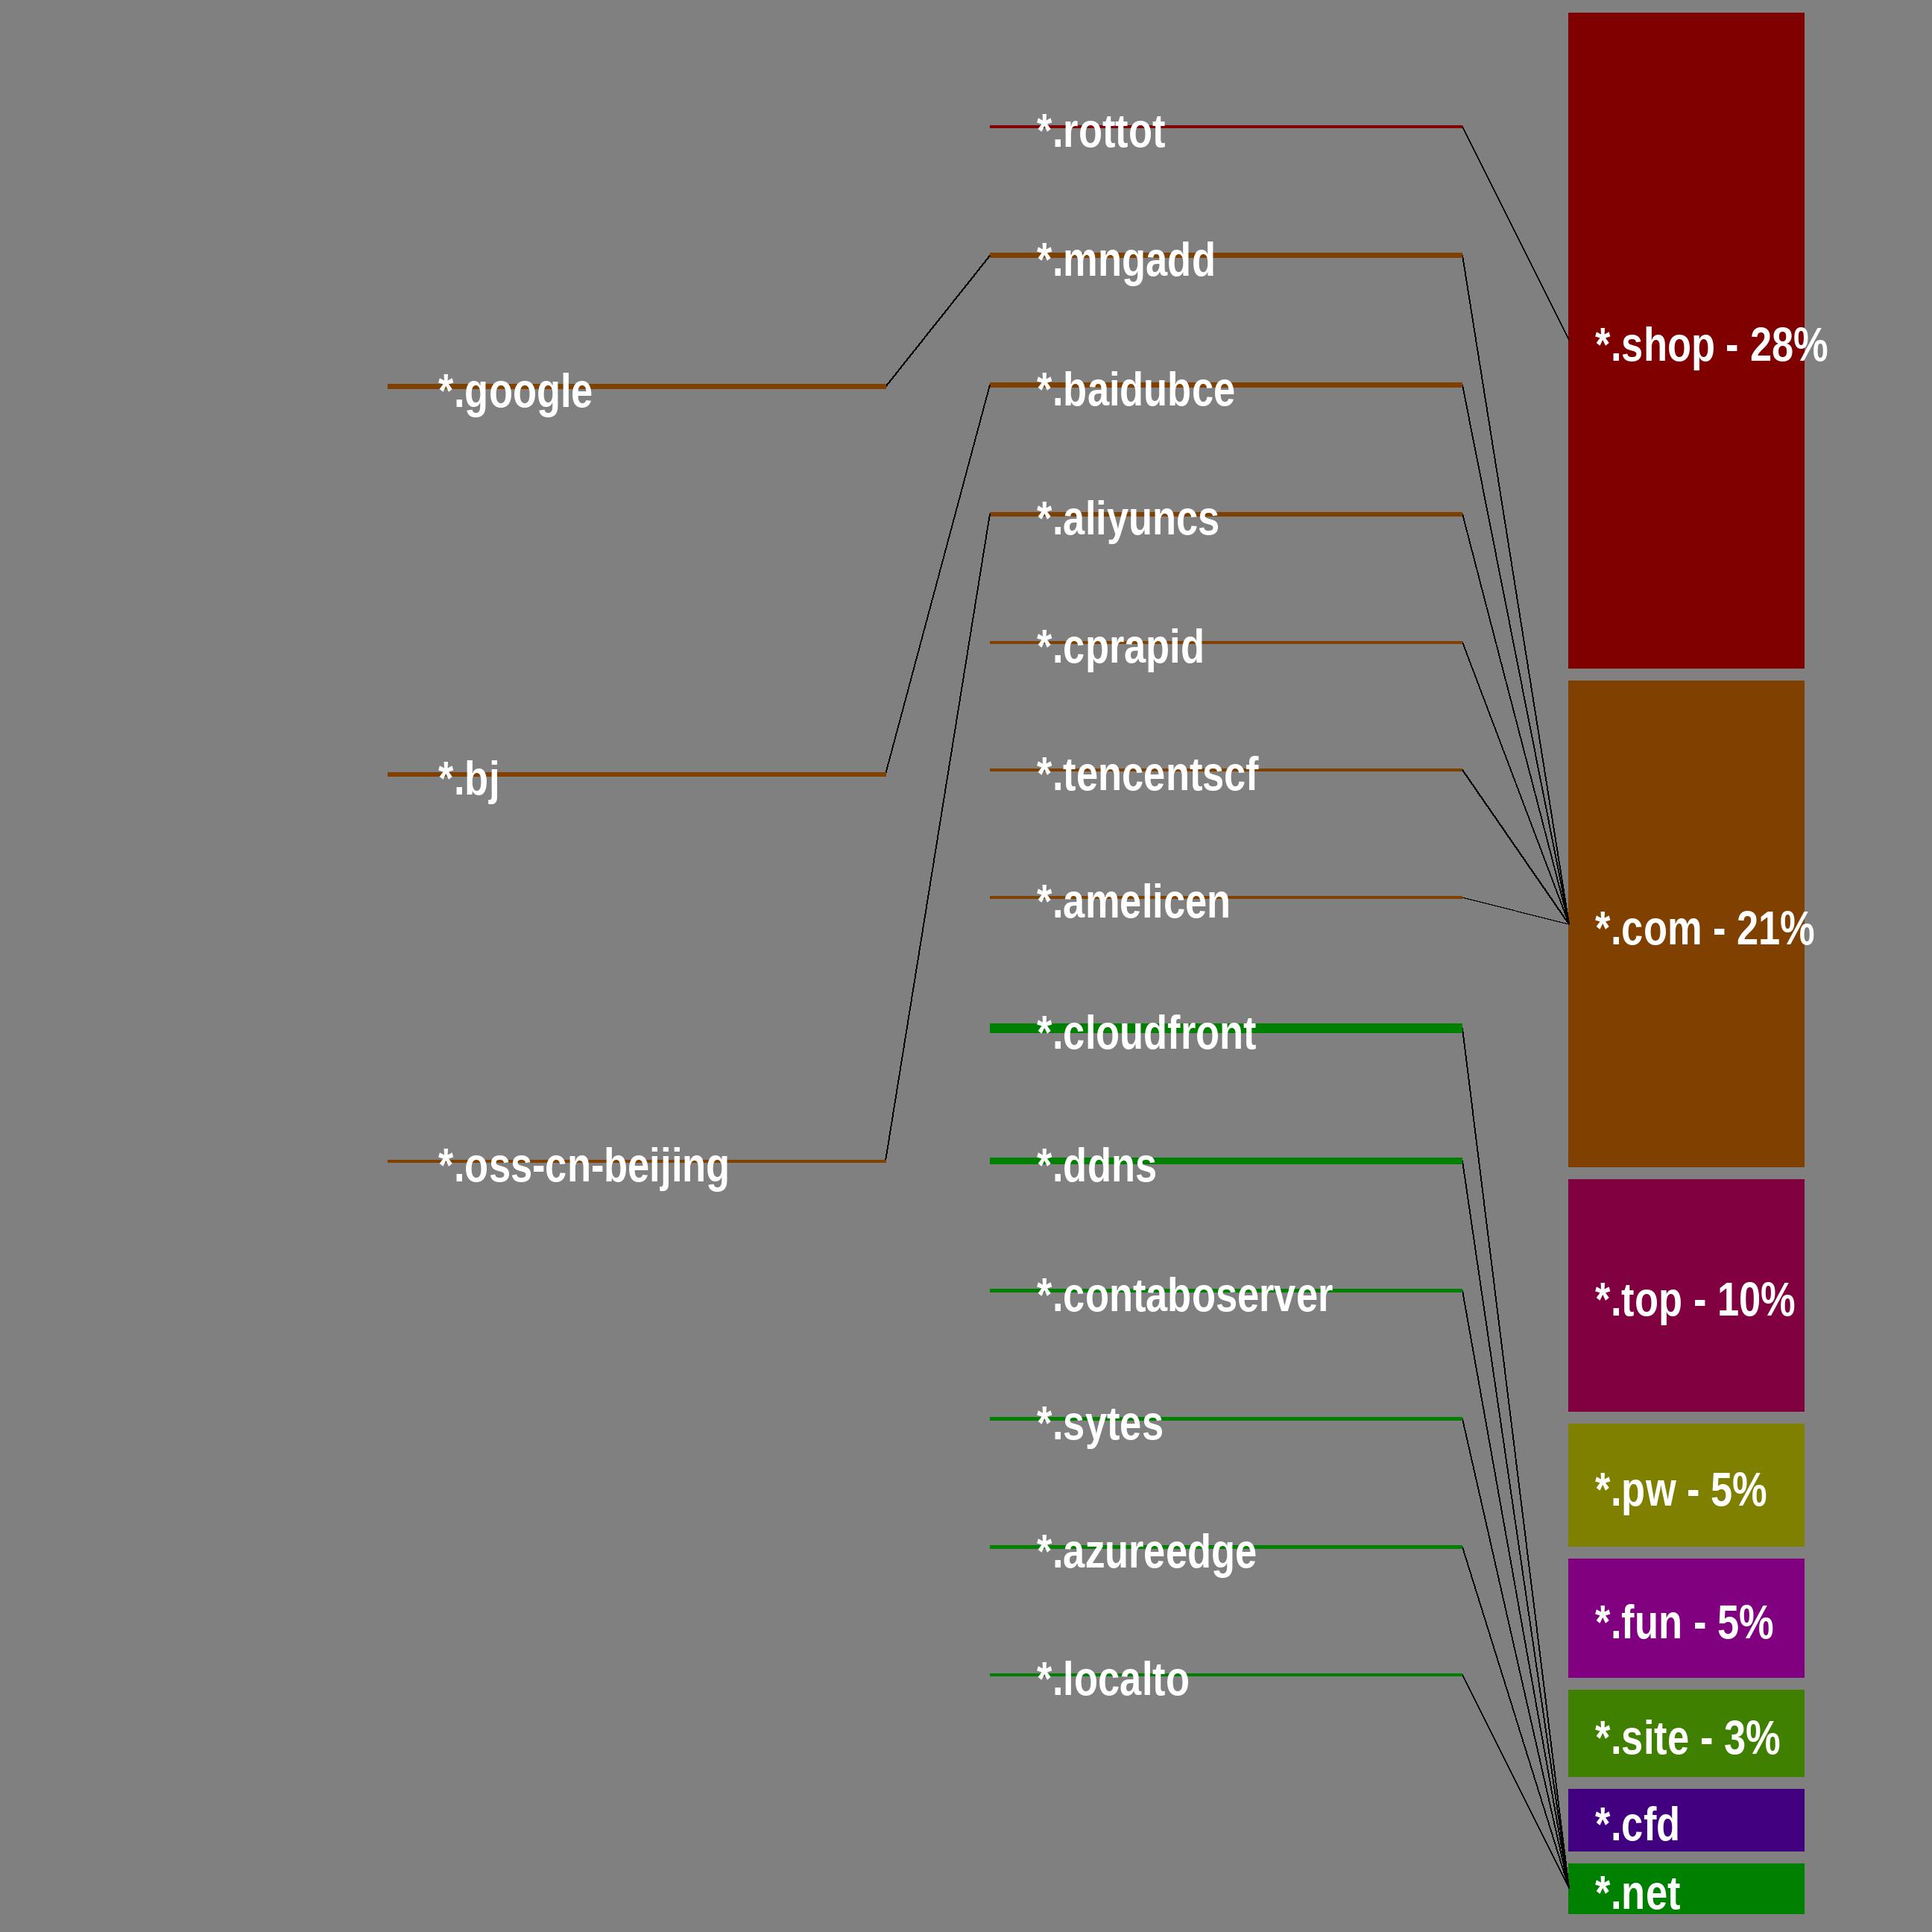 *.google
*.bj
*.oss-cn-beijing
*.rottot
*.mngadd
*.baidubce
*.aliyuncs
*.cprapid
*.tencentscf
*.amelicen
*.cloudfront
*.ddns
*.contaboserver
*.sytes
*.azureedge
*.localto
*.shop - 28%
*.com - 21%
*.top - 10%
*.pw - 5%
*.fun - 5%
*.site - 3%
*.cfd
*.net